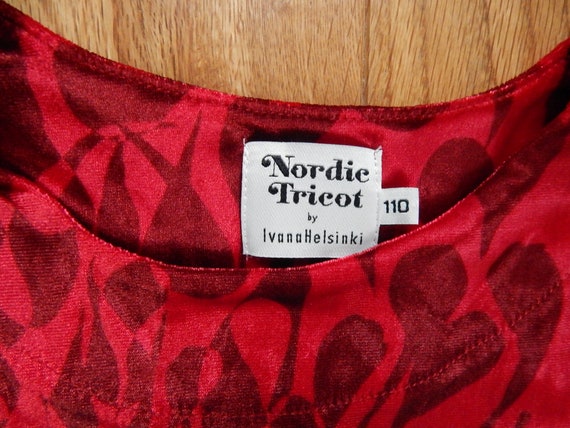 Nordic
Tricot
by
IvanaHelsinki
110